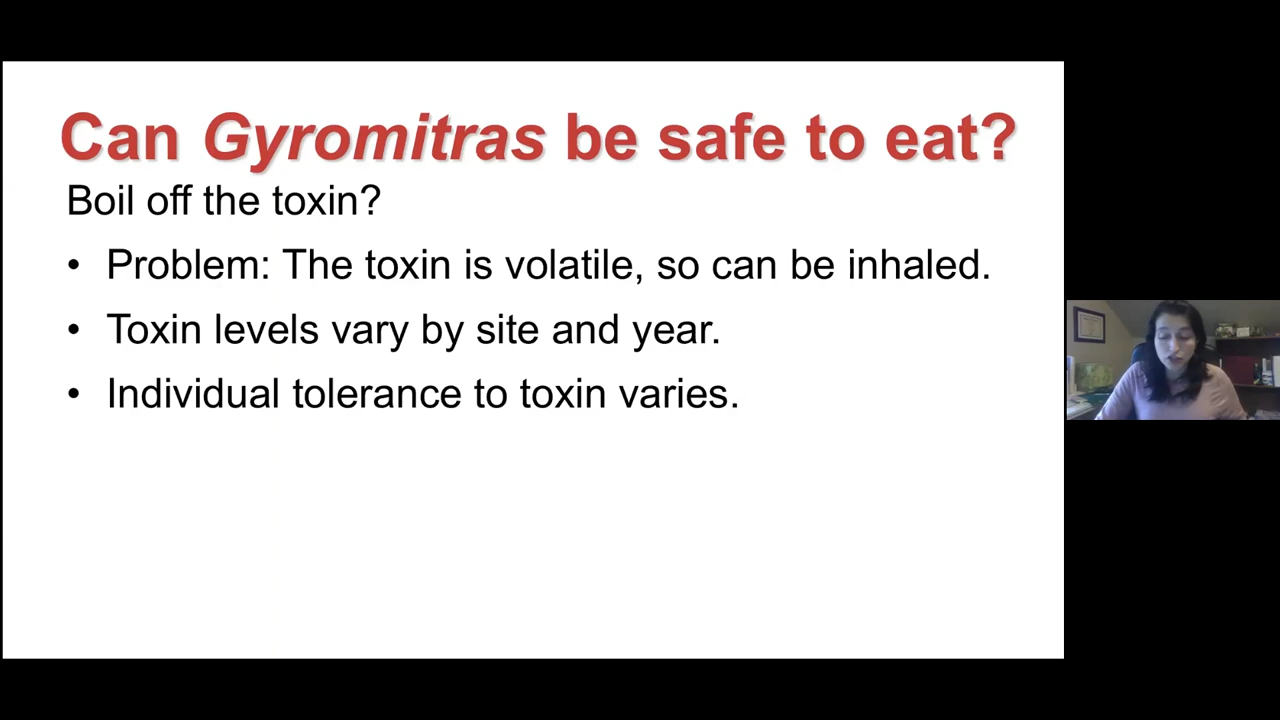 Can Gyromitras be safe to eat?
Boil off the toxin?
• Problem: The toxin is volatile, so can be inhaled.
• Toxin levels vary by site and year.
• Individual tolerance to toxin varies.